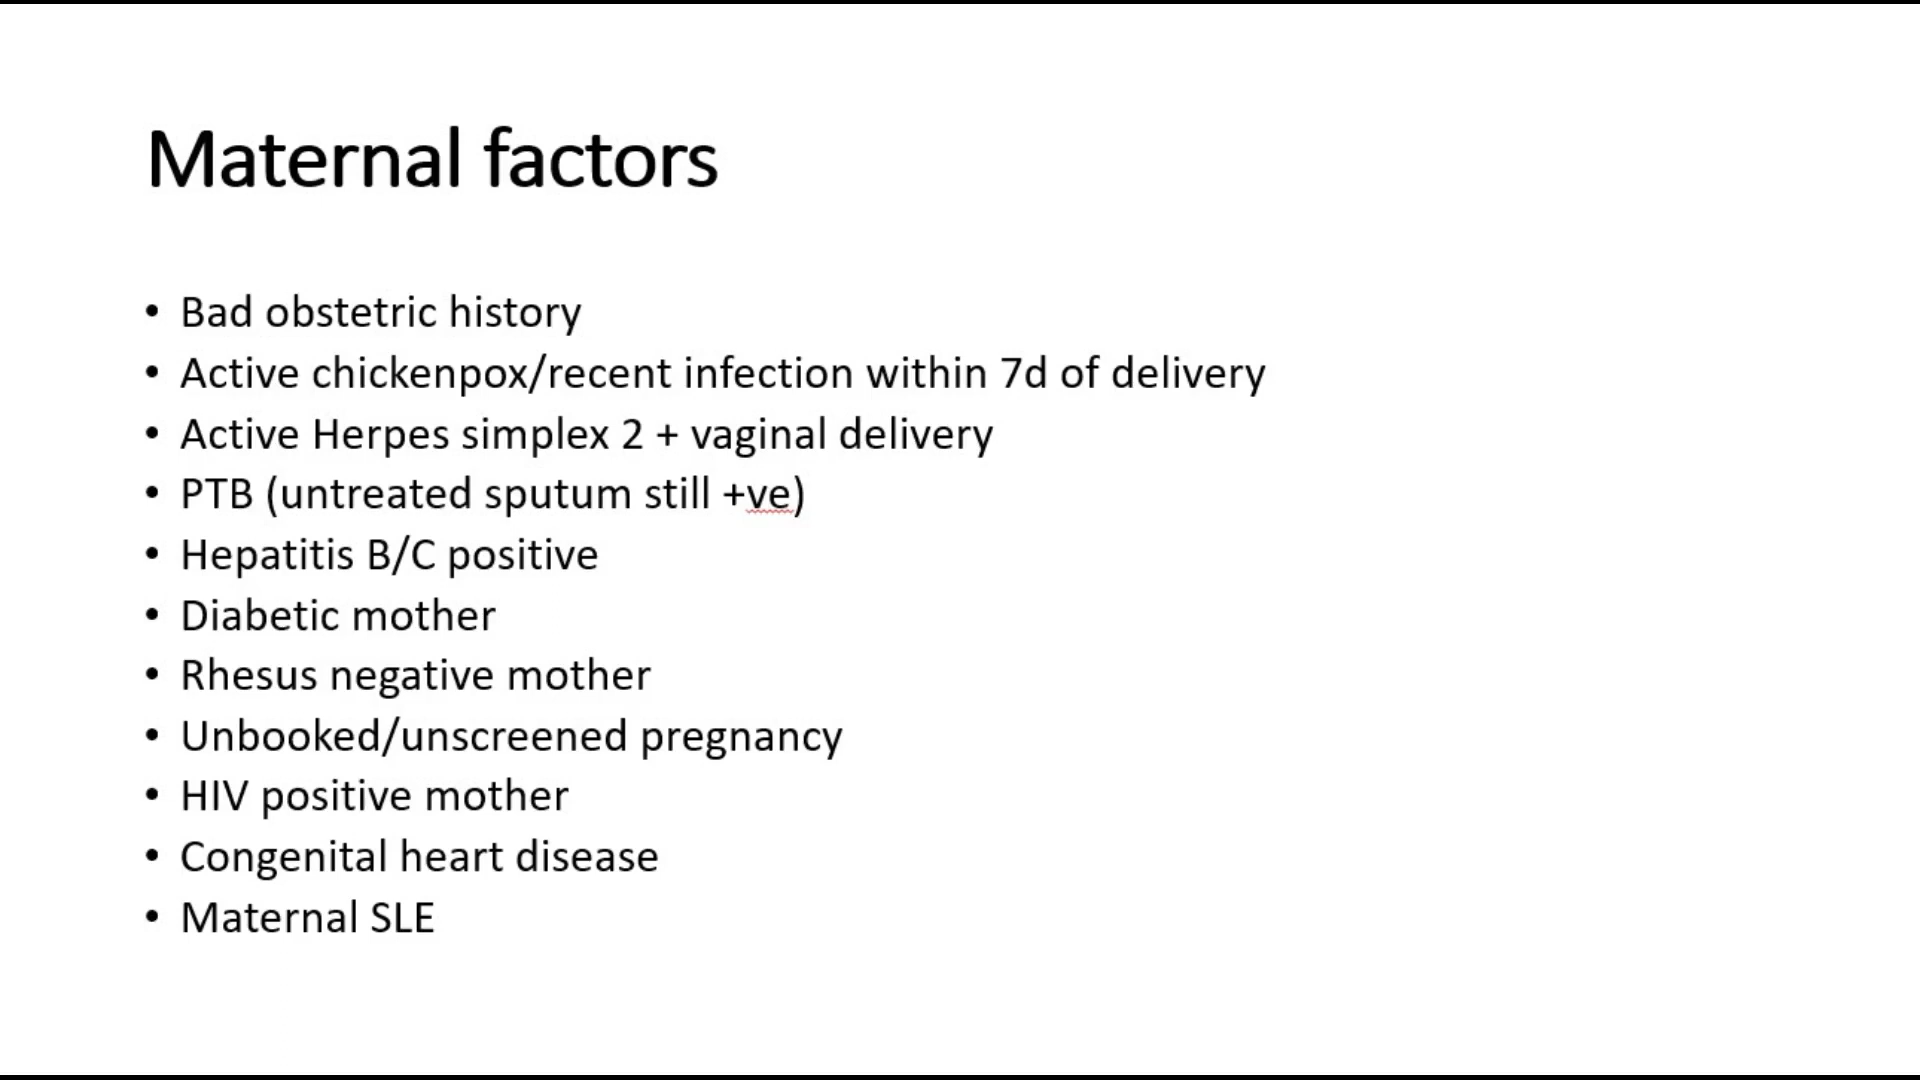 Maternal factors
• Bad obstetric history
• Active chickenpox/recent infection within 7d of delivery
• Active Herpes simplex 2 + vaginal delivery
• PTB (untreated sputum still +ve)
• Hepatitis B/C positive
• Diabetic mother
• Rhesus negative mother
• Unbooked/unscreened pregnancy
• HIV positive mother
• Congenital heart disease
• Maternal SLE